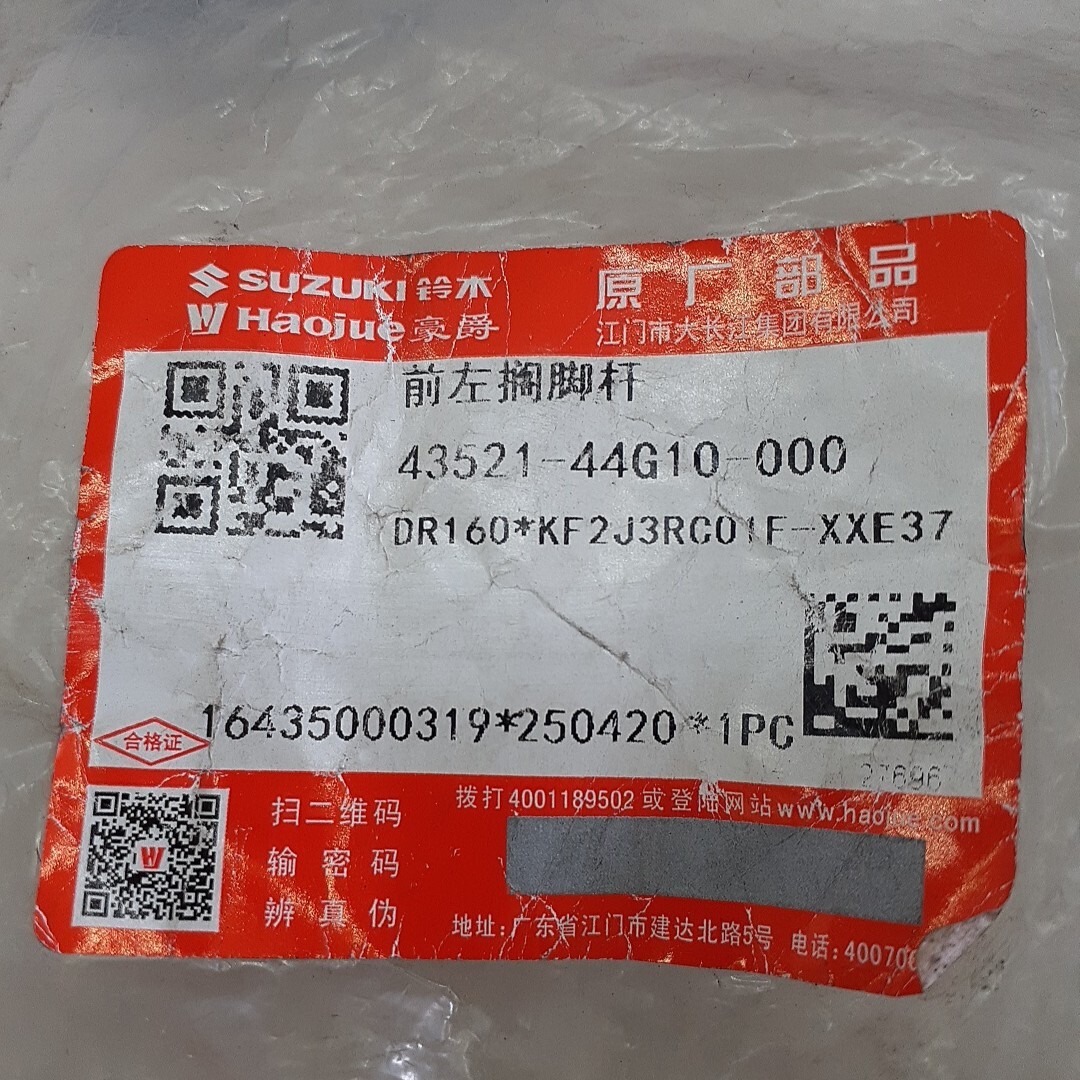 SUZUKI 铃木
Haojue 豪爵
原厂部品
江门市大长江集团有限公司
前左搁脚杆
43521-44G10-000
DR160*KF2J3RC01F-XXE37
16435000319*250420*1PC
合格证
27696
扫二维码
输密码
辨真伪
拨打4001189502或登陆网站www.haojue.com
地址:广东省江门市建达北路5号 电话:400700